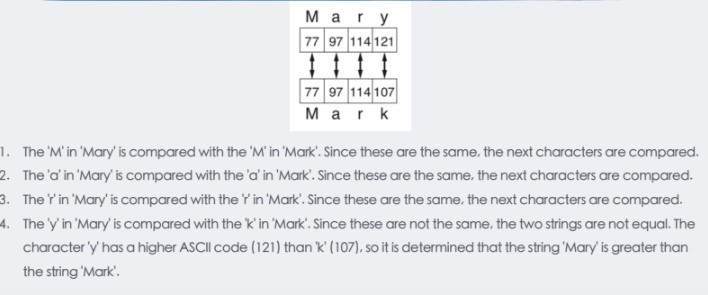 M a r y
77 97 114 121
77 97 114 107
M a r k
1. The 'M' in 'Mary' is compared with the 'M' in 'Mark'. Since these are the same, the next characters are compared.
2. The 'a' in 'Mary' is compared with the 'a' in 'Mark'. Since these are the same, the next characters are compared.
3. The 'r' in 'Mary' is compared with the 'r' in 'Mark'. Since these are the same, the next characters are compared.
4. The 'y' in 'Mary' is compared with the 'k' in 'Mark'. Since these are not the same, the two strings are not equal. The
character 'y' has a higher ASCII code (121) than 'k' (107), so it is determined that the string 'Mary' is greater than
the string 'Mark'.